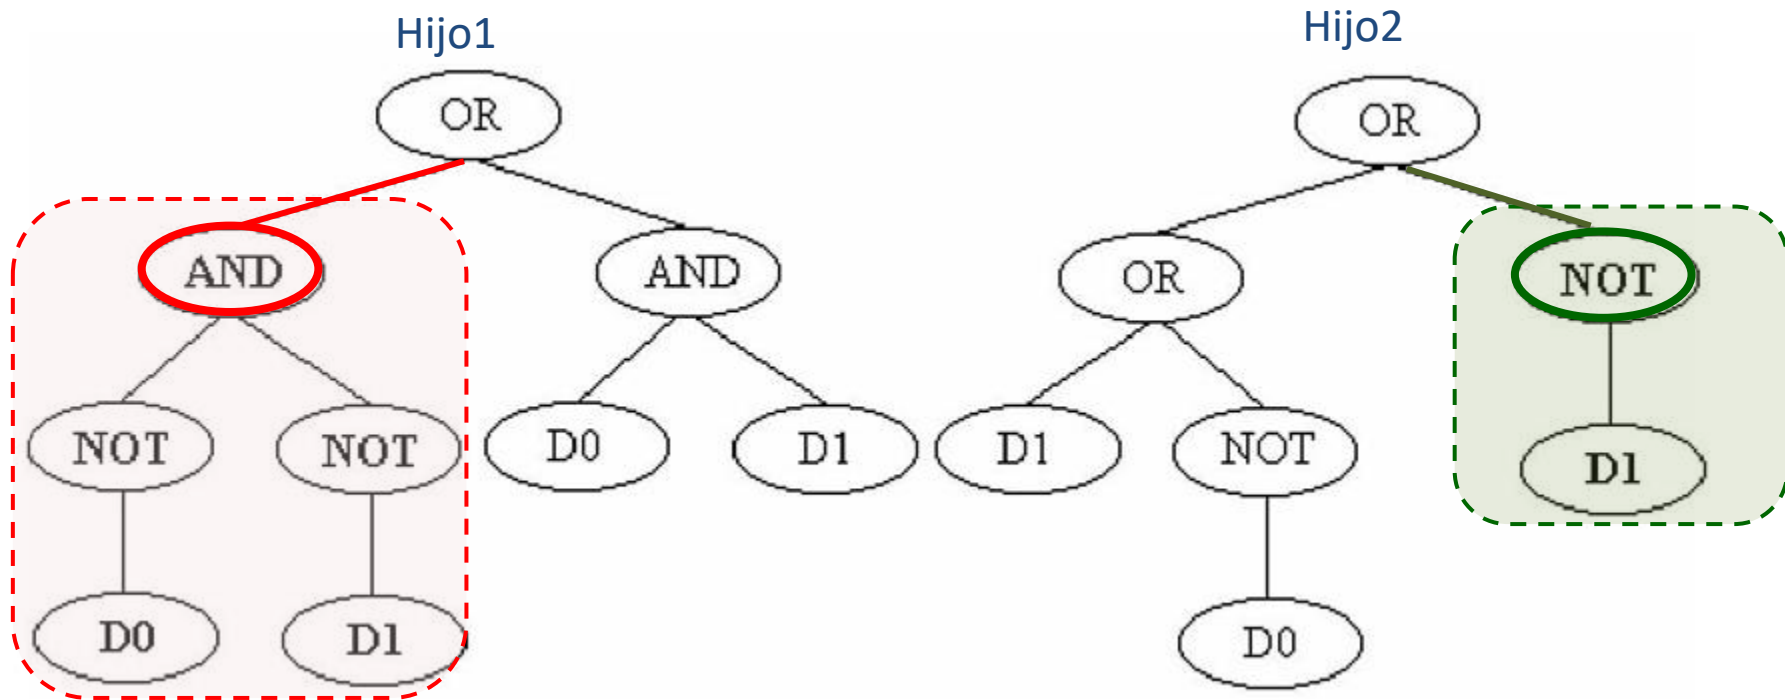 Hijo1
Hijo2
OR
OR
AND
AND
OR
NOT
NOT
NOT
D0
D1
D1
NOT
D1
D0
D1
D0